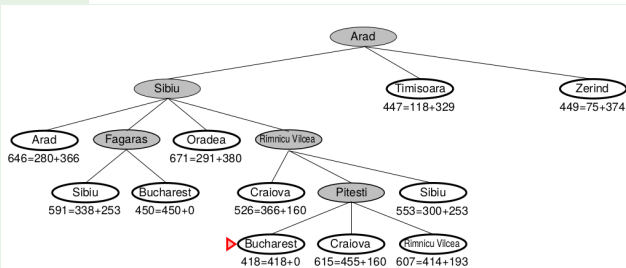 Arad
Sibiu
Timisoara
Zerind
447=118+329
449=75+374
Arad
Fagaras
Oradea
Rimnicu Vilcea
646=280+366
671=291+380
Sibiu
Bucharest
Craiova
Pitesti
Sibiu
591=338+253
450=450+0
526=366+160
553=300+253
Bucharest
Craiova
Rimnicu Vilcea
418=418+0
615=455+160
607=414+193